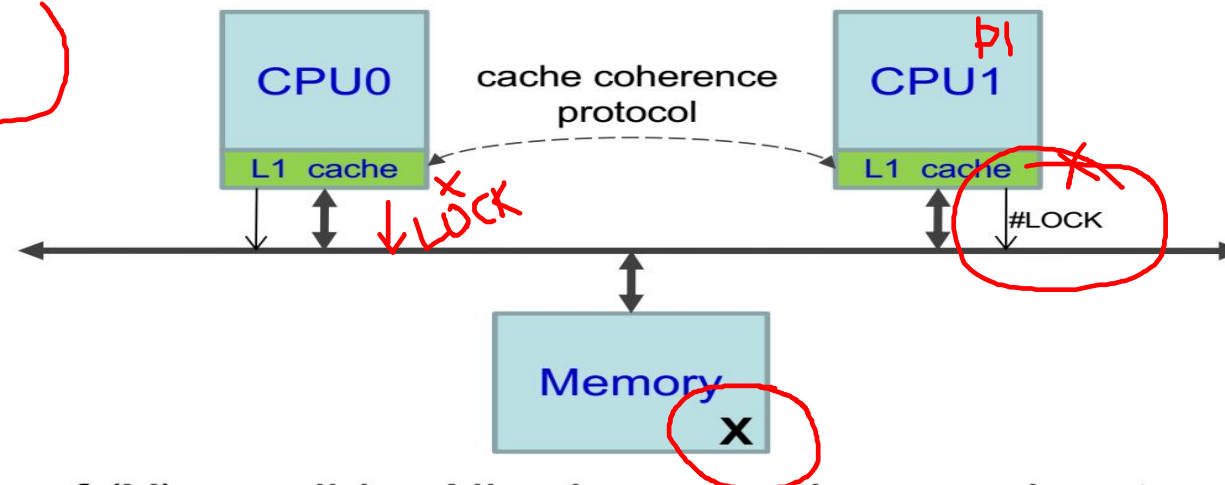 P1
CPU0
cache coherence
protocol
CPU1
L1 cache
L1 cache
X
LOCK
X
#LOCK
Memory
X